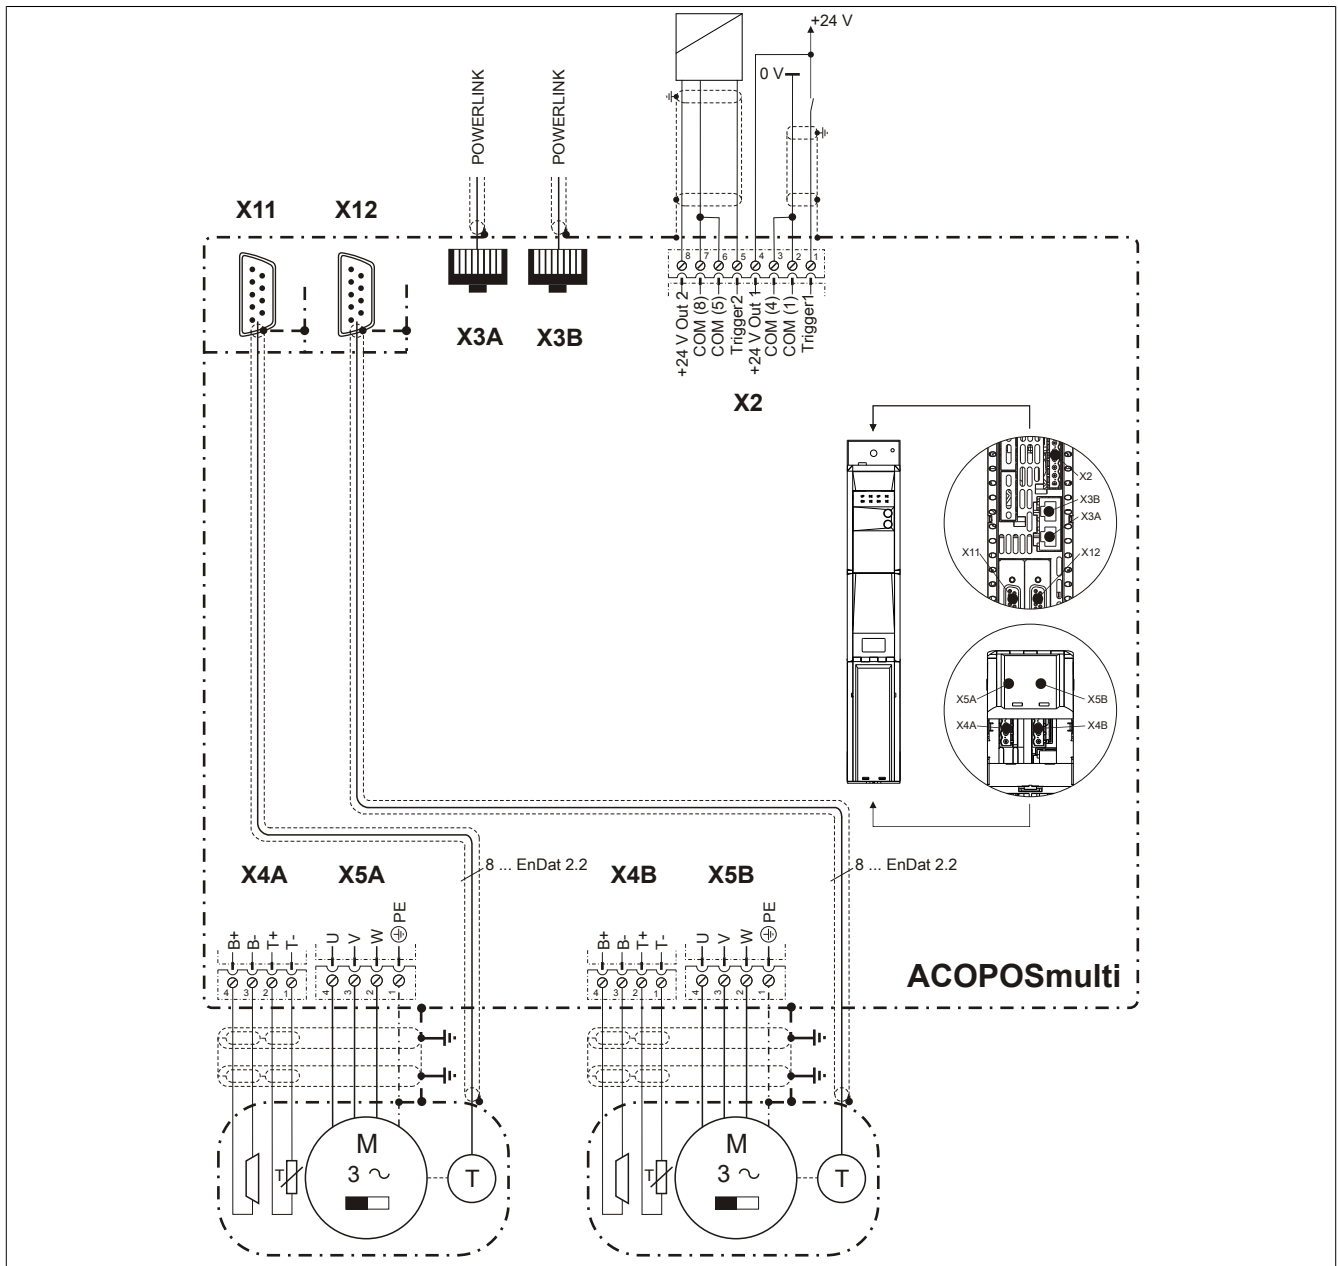 +24 V
0 V
POWERLINK
POWERLINK
X11
X12
8 7 6 5 4 3 2 1
X3A
X3B
+24 V Out 2
COM (8)
COM (5)
Trigger2
+24 V Out 1
COM (4)
COM (1)
Trigger1
X2
X2
X3B
X3A
X11
X12
X5A
X5B
X4A
X4B
8 ... EnDat 2.2
8 ... EnDat 2.2
X4A
X5A
X4B
X5B
B+
B-
T+
T-
U
V
W
PE
B+
B-
T+
T-
U
V
W
PE
4 3 2 1
4 3 2 1
4 3 2 1
4 3 2 1
ACOPOSmulti
M
3 ~
T
T
M
3 ~
T
T